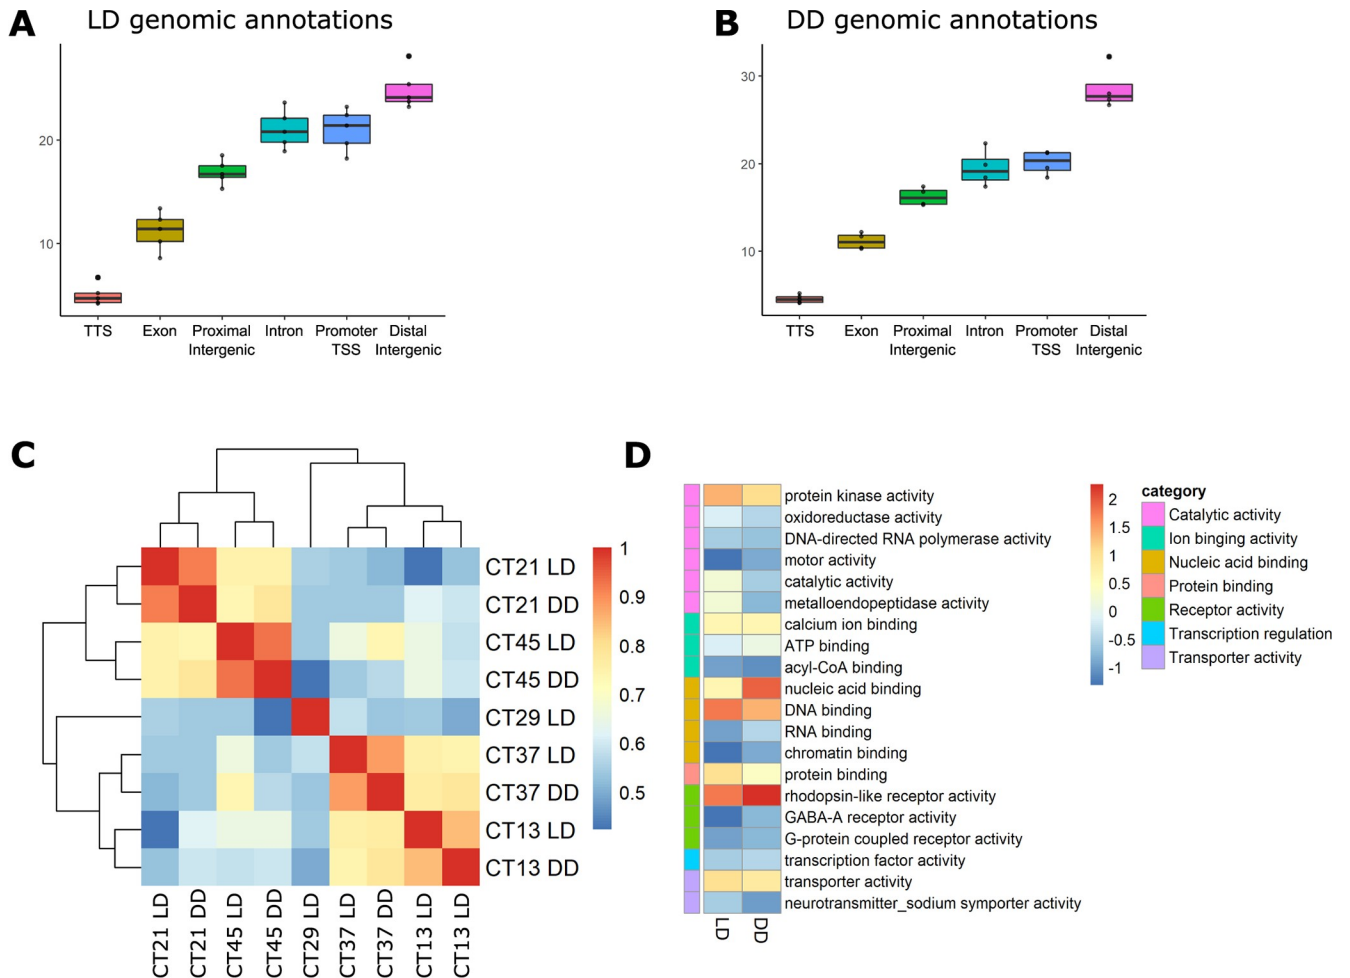 A
LD genomic annotations
20
10
TTS
Exon
Proximal
Intergenic
Intron
Promoter
TSS
Distal
Intergenic
B
DD genomic annotations
30
20
10
TTS
Exon
Proximal
Intergenic
Intron
Promoter
TSS
Distal
Intergenic
C
CT21 LD
CT21 DD
CT45 LD
CT45 DD
CT29 LD
CT37 LD
CT37 DD
CT13 LD
CT13 DD
CT21 LD
CT21 DD
CT45 LD
CT45 DD
CT29 LD
CT37 LD
CT37 DD
CT13 LD
CT13 LD
1
0.9
0.8
0.7
0.6
0.5
D
protein kinase activity
oxidoreductase activity
DNA-directed RNA polymerase activity
motor activity
catalytic activity
metalloendopeptidase activity
calcium ion binding
ATP binding
acyl-CoA binding
nucleic acid binding
DNA binding
RNA binding
chromatin binding
protein binding
rhodopsin-like receptor activity
GABA-A receptor activity
G-protein coupled receptor activity
transcription factor activity
transporter activity
neurotransmitter_sodium symporter activity
LD
DD
2
1.5
1
0.5
0
-0.5
-1
category
Catalytic activity
Ion binging activity
Nucleic acid binding
Protein binding
Receptor activity
Transcription regulation
Transporter activity